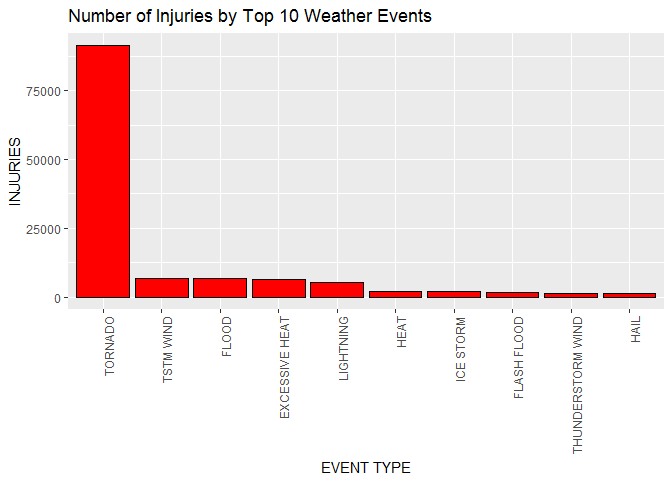 Number of Injuries by Top 10 Weather Events
INJURIES
75000
50000
25000
0
TORNADO
TSTM WIND
FLOOD
EXCESSIVE HEAT
LIGHTNING
HEAT
ICE STORM
FLASH FLOOD
THUNDERSTORM WIND
HAIL
EVENT TYPE